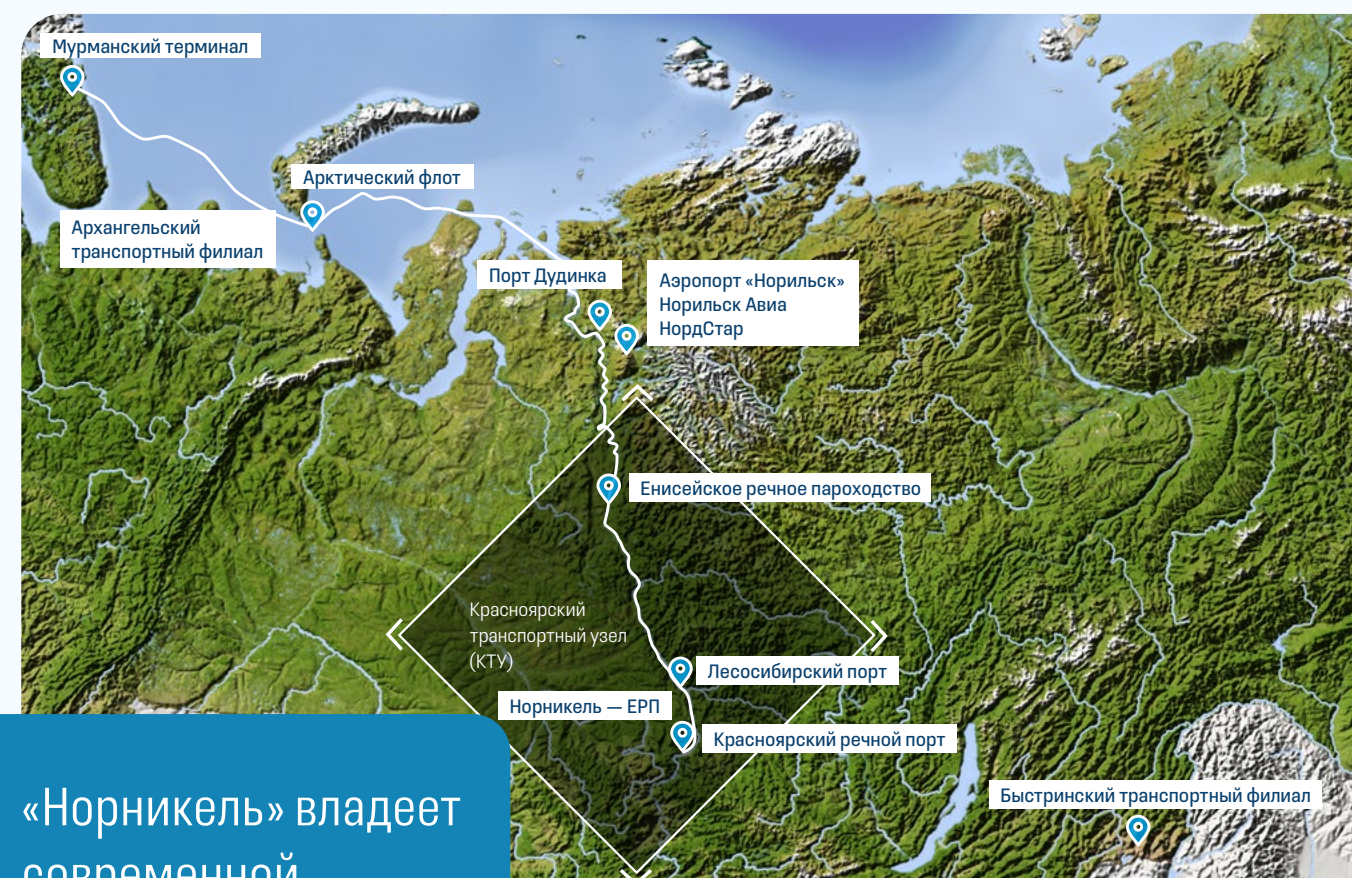 Мурманский терминал
Арктический флот
Архангельский
транспортный филиал
Порт Дудинка
Аэропорт «Норильск»
Норильск Авиа
НордСтар
Енисейское речное пароходство
Красноярский
транспортный узел
(КТУ)
Лесосибирский порт
Норникель — ЕРП
Красноярский речной порт
Быстринский транспортный филиал
«Норникель» владеет
современной